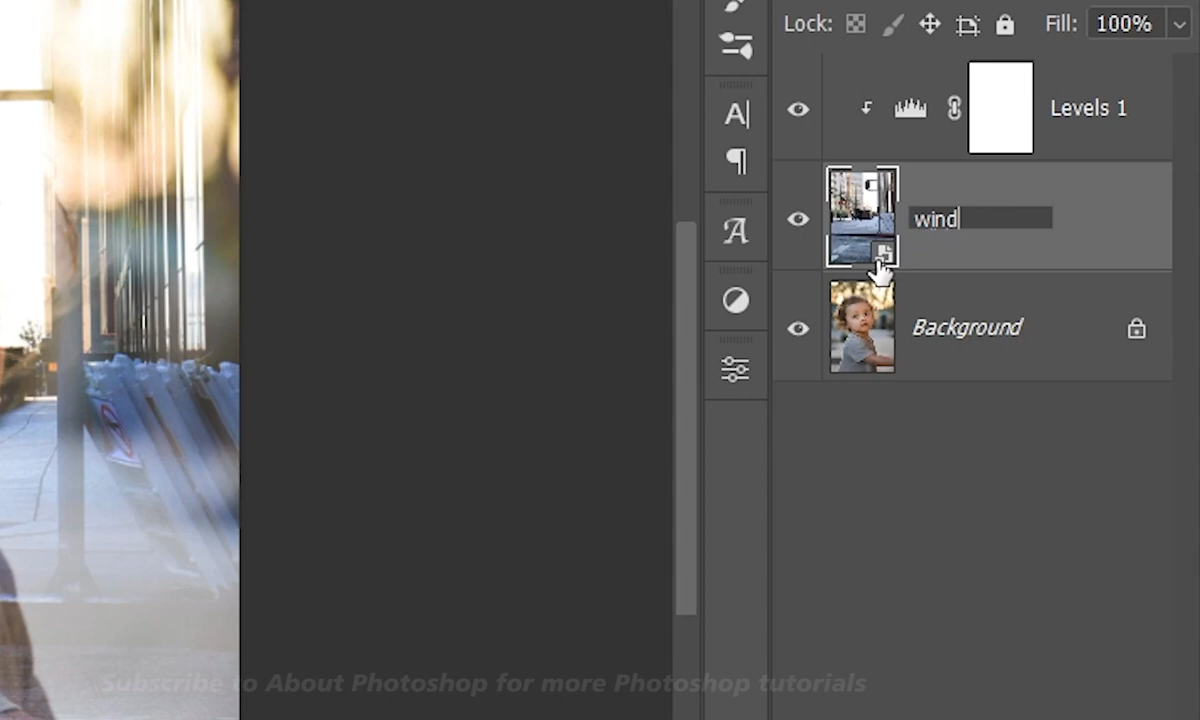 Lock: Fill: 100%
A|
Levels 1
wind
A
Background
Subscribe to About Photoshop for more Photoshop tutorials